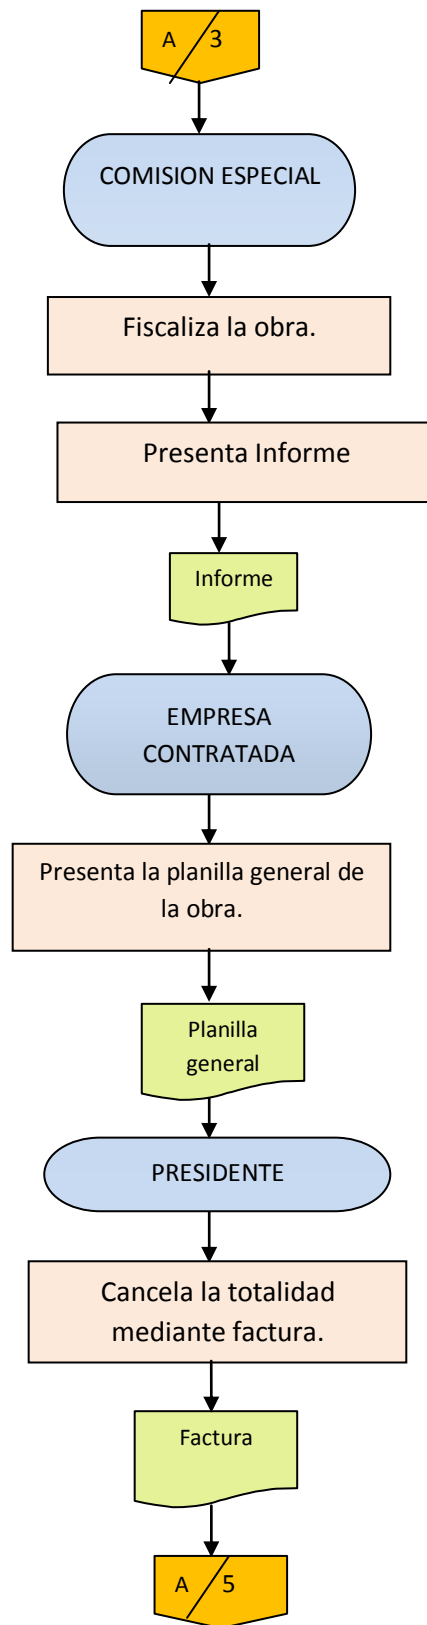 A 3
COMISION ESPECIAL
Fiscaliza la obra.
Presenta Informe
Informe
EMPRESA
CONTRATADA
Presenta la planilla general de
la obra.
Planilla
general
PRESIDENTE
Cancela la totalidad
mediante factura.
Factura
A 5